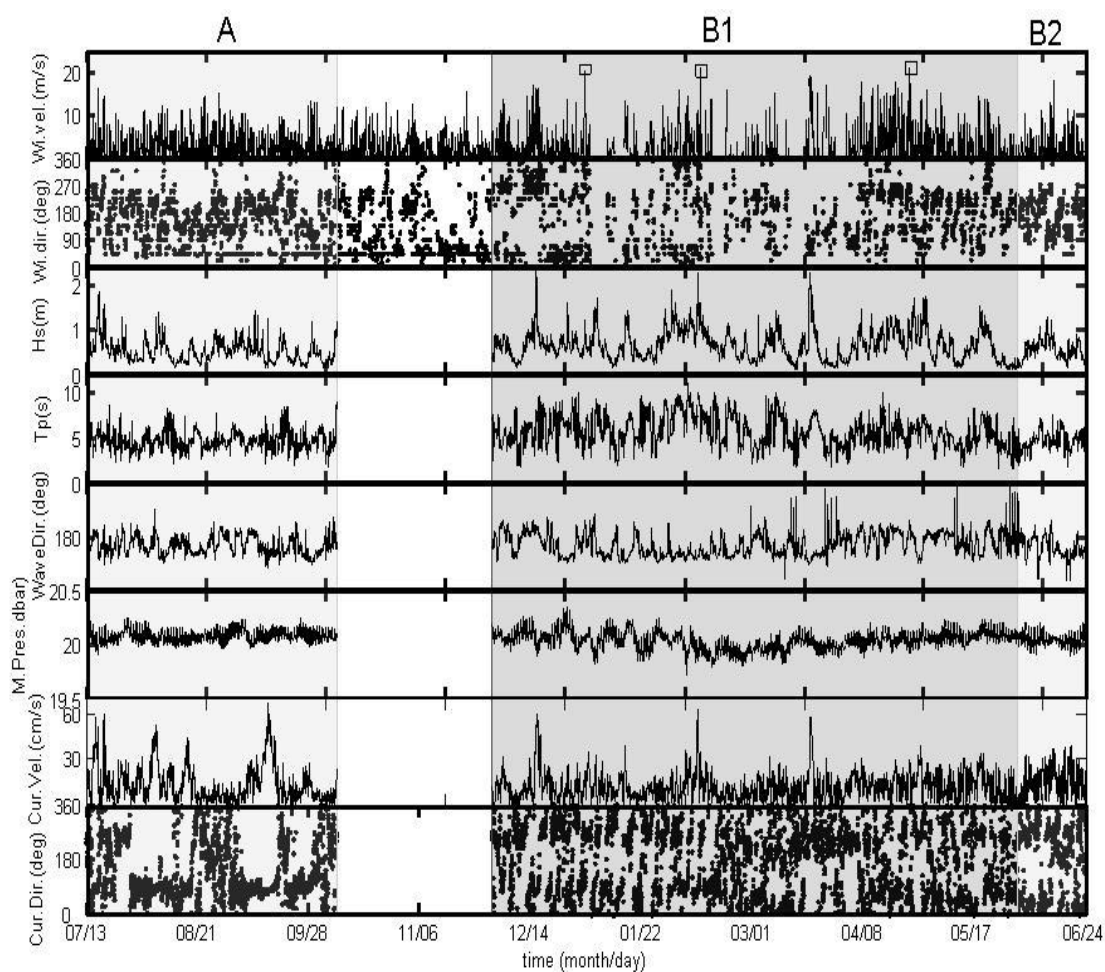 A B1 B2
Wi.vel.(m/s)
20
10
Wi.dir.(deg)
360
270
180
90
0
Hs(m)
2
1
0
Tp(s)
10
5
0
WaveDir.(deg)
180
M.Pres.dbar)
20.5
20
19.5
Cur.Vel.(cm/s)
60
30
Cur.Dir.(deg)
360
180
0
07/13 08/21 09/28 11/06 12/14 01/22 03/01 04/08 05/17 06/24
time (month/day)